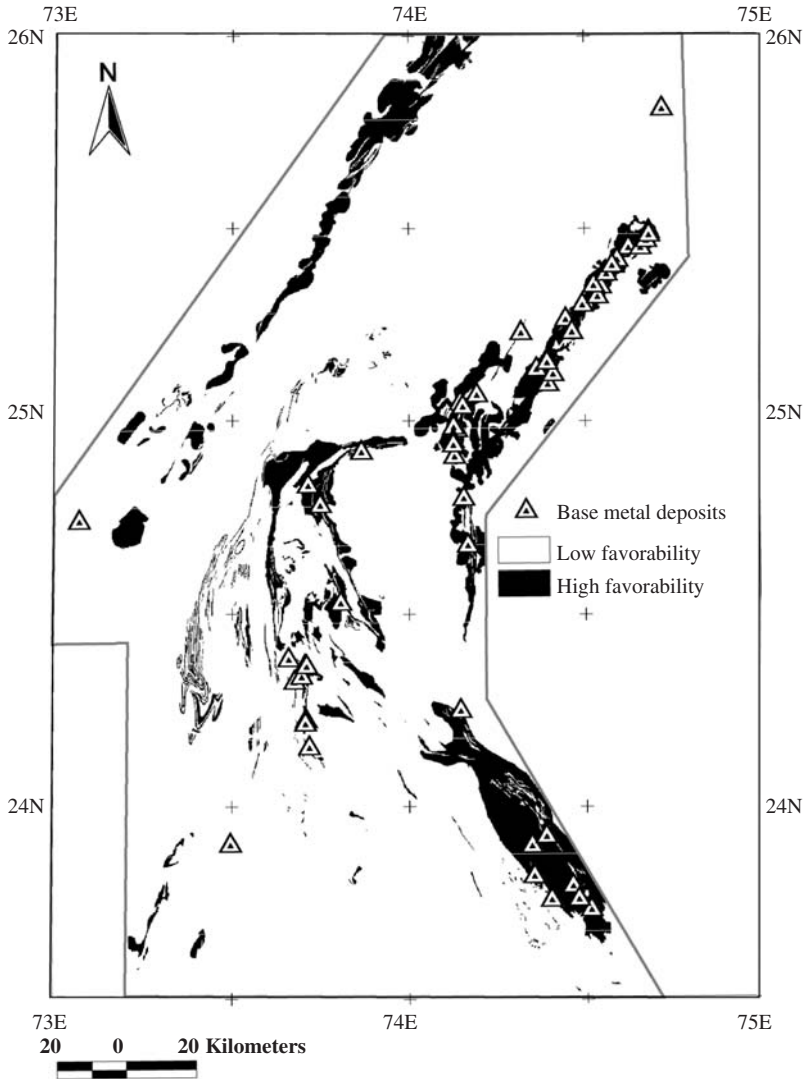 73E 74E 75E
26N 26N
N
25N 25N
Base metal deposits
Low favorability
High favorability
24N 24N
73E 74E 75E
20 0 20 Kilometers